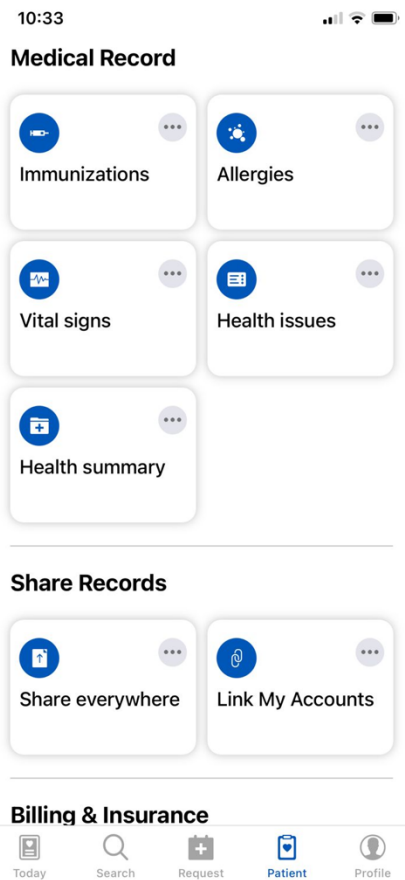 10:33
Medical Record
Immunizations
Allergies
Vital signs
Health issues
Health summary
Share Records
Share everywhere
Link My Accounts
Billing & Insurance
Today
Search
Request
Patient
Profile